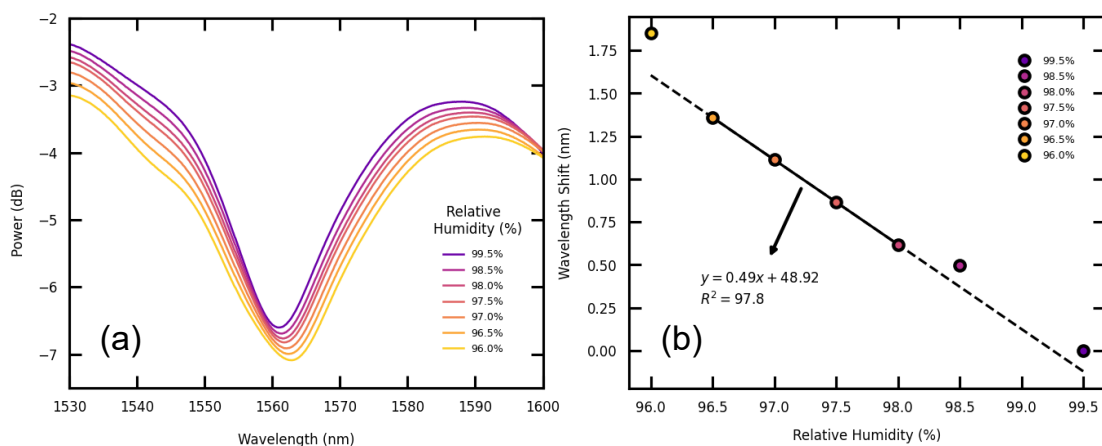 −2
−3
−4
−5
−6
−7
Power (dB)
1530 1540 1550 1560 1570 1580 1590 1600
Wavelength (nm)
Relative
Humidity (%)
99.5%
98.5%
98.0%
97.5%
97.0%
96.5%
96.0%
(a)
1.75
1.50
1.25
1.00
0.75
0.50
0.25
0.00
Wavelength Shift (nm)
96.0 96.5 97.0 97.5 98.0 98.5 99.0 99.5
Relative Humidity (%)
99.5%
98.5%
98.0%
97.5%
97.0%
96.5%
96.0%
y = 0.49x + 48.92
R² = 97.8
(b)